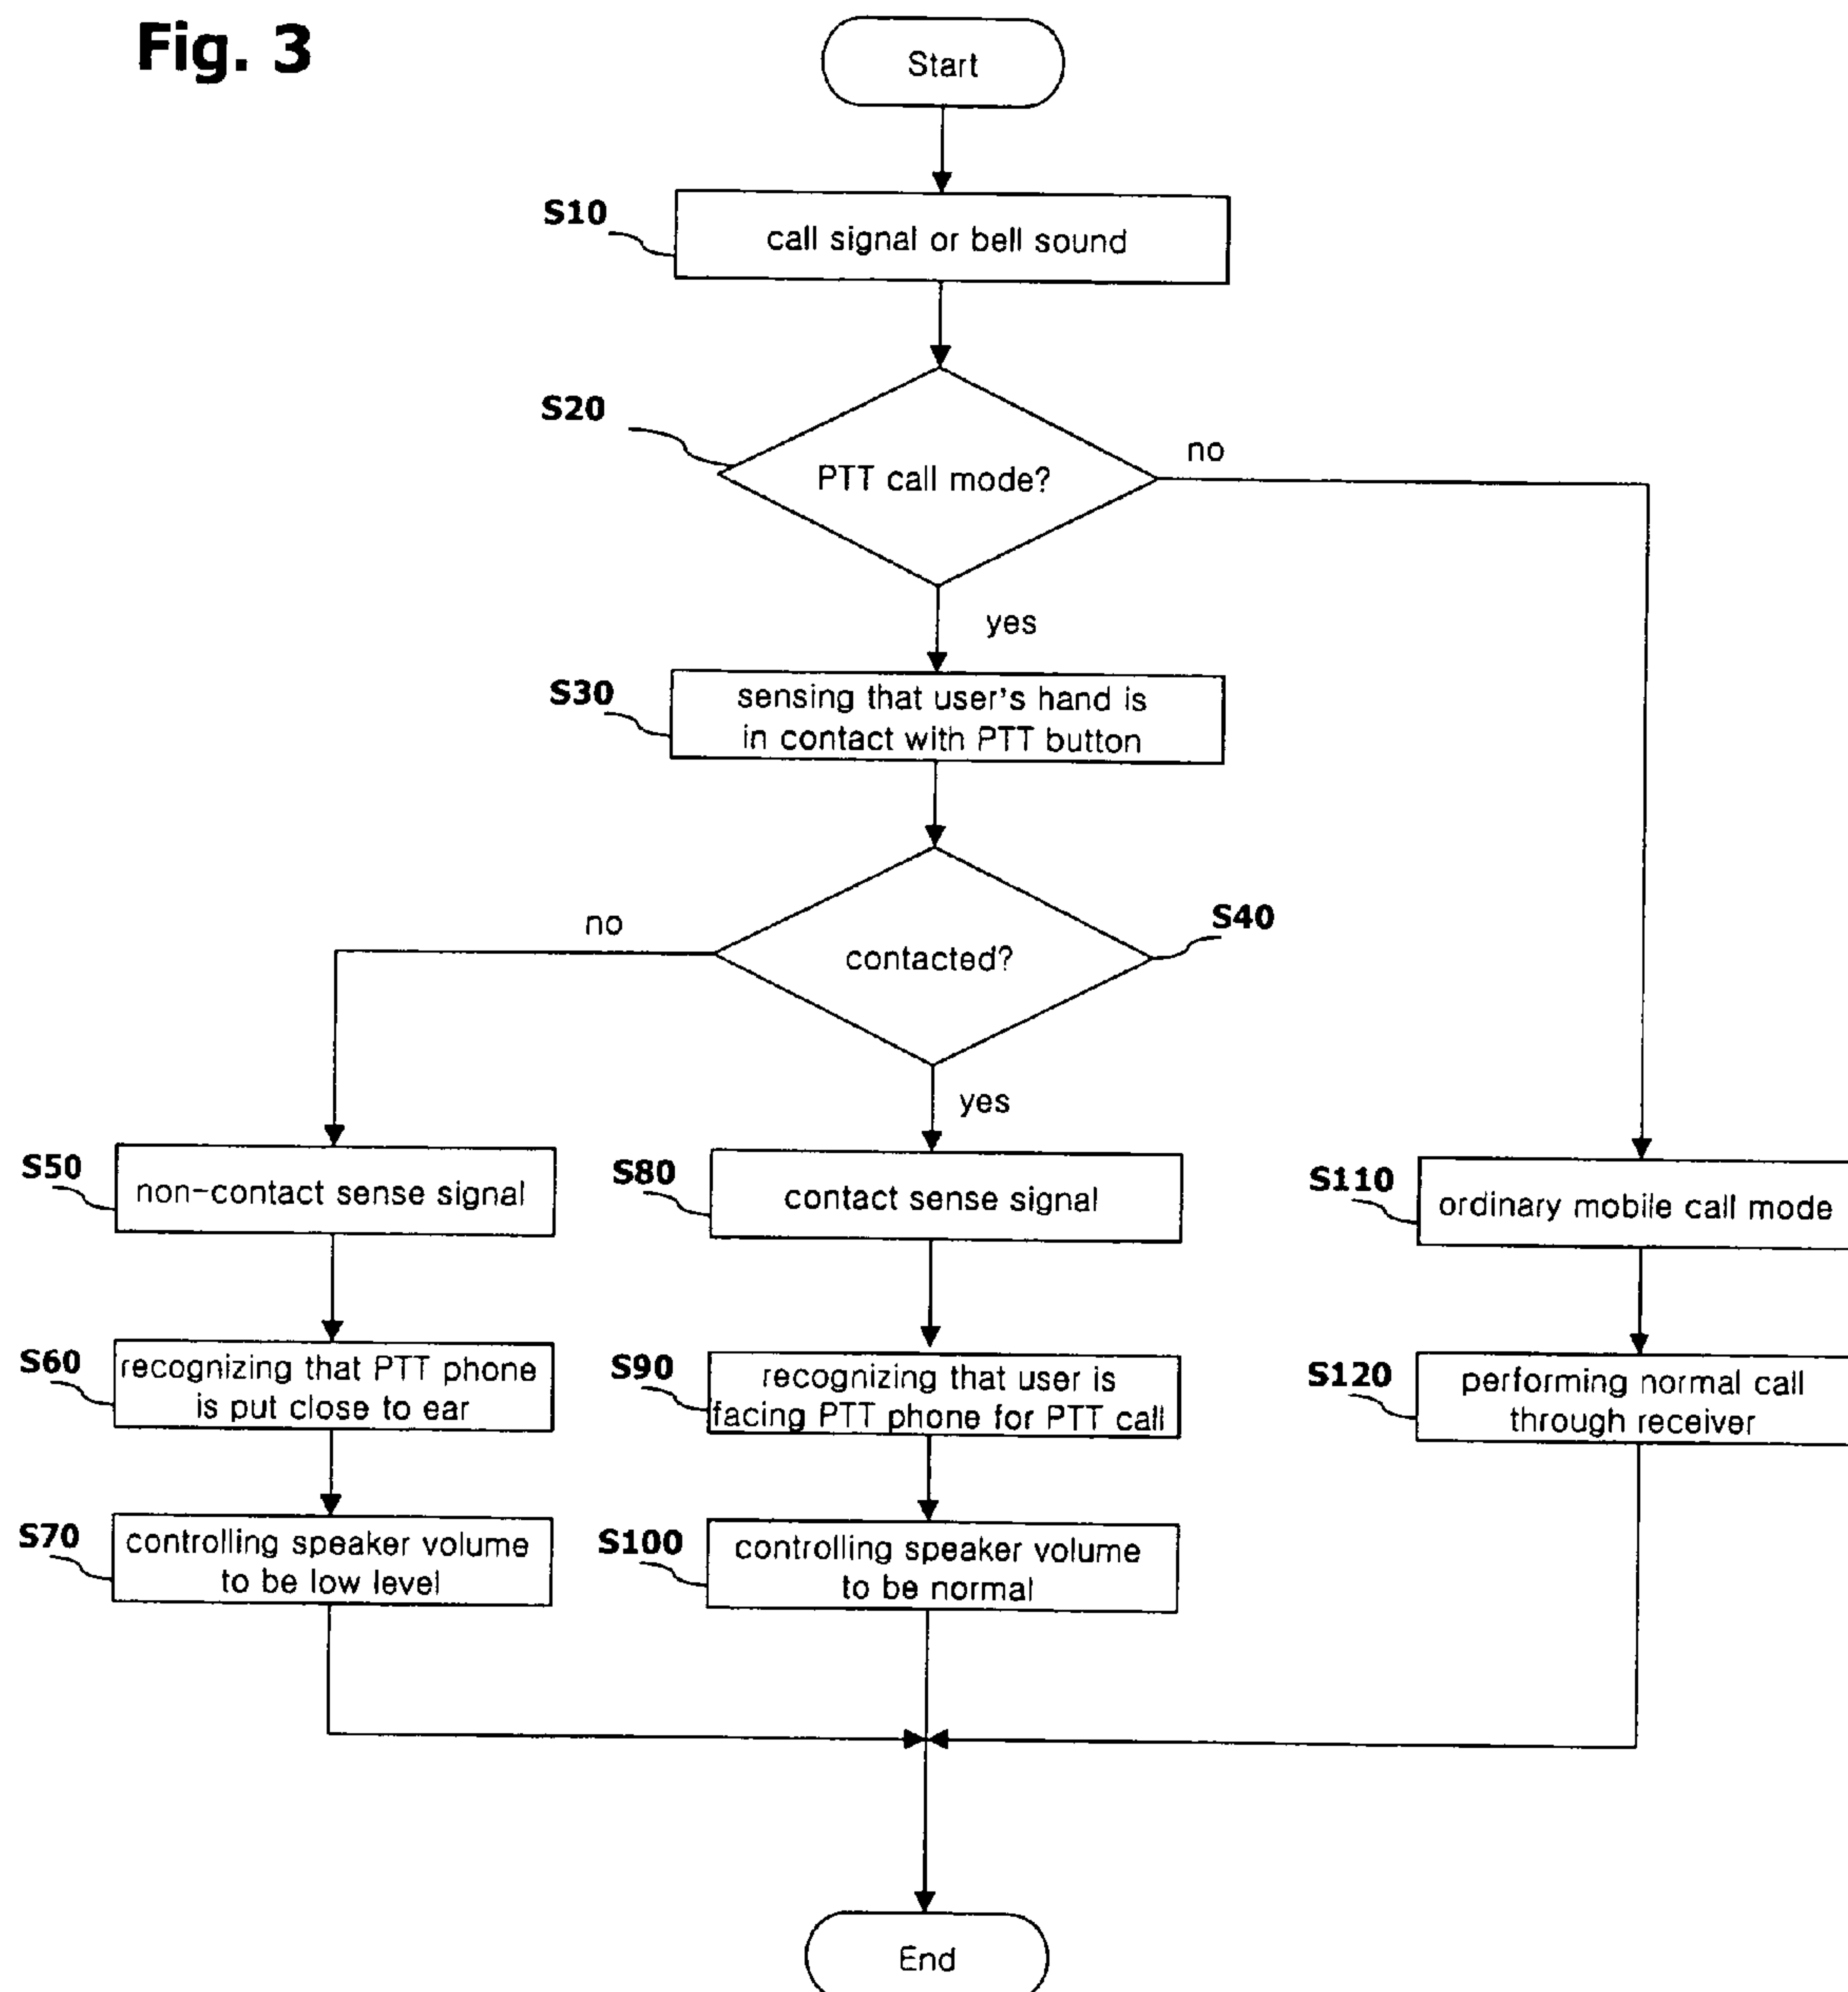 Fig. 3
Start
S10
call signal or bell sound
S20
PTT call mode?
no
yes
S30
sensing that user's hand is
in contact with PTT button
S40
contacted?
no
yes
S50
non-contact sense signal
S80
contact sense signal
S110
ordinary mobile call mode
S60
recognizing that PTT phone
is put close to ear
S90
recognizing that user is
facing PTT phone for PTT call
S120
performing normal call
through receiver
S70
controlling speaker volume
to be low level
S100
controlling speaker volume
to be normal
End